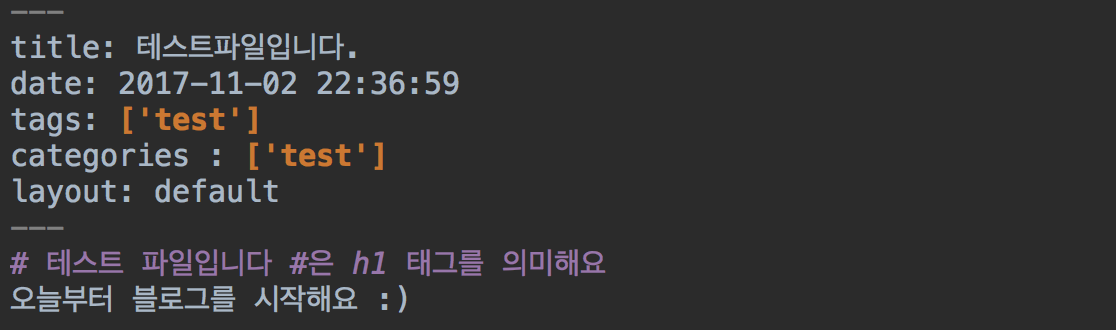 ---
title: 테스트파일입니다.
date: 2017-11-02 22:36:59
tags: ['test']
categories : ['test']
layout: default
---
# 테스트 파일입니다 #은 h1 태그를 의미해요
오늘부터 블로그를 시작해요 :)